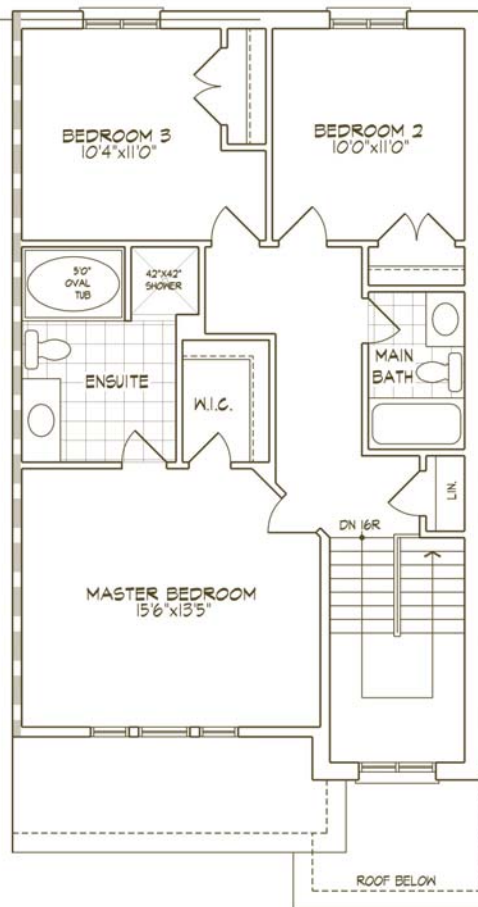 BEDROOM 3
10'4"x11'0"
BEDROOM 2
10'0"x11'0"
5'0"
OVAL
TUB
42"x42"
SHOWER
ENSUITE
W.I.C.
MAIN
BATH
LIN.
DN 16R
MASTER BEDROOM
15'6"x13'5"
ROOF BELOW